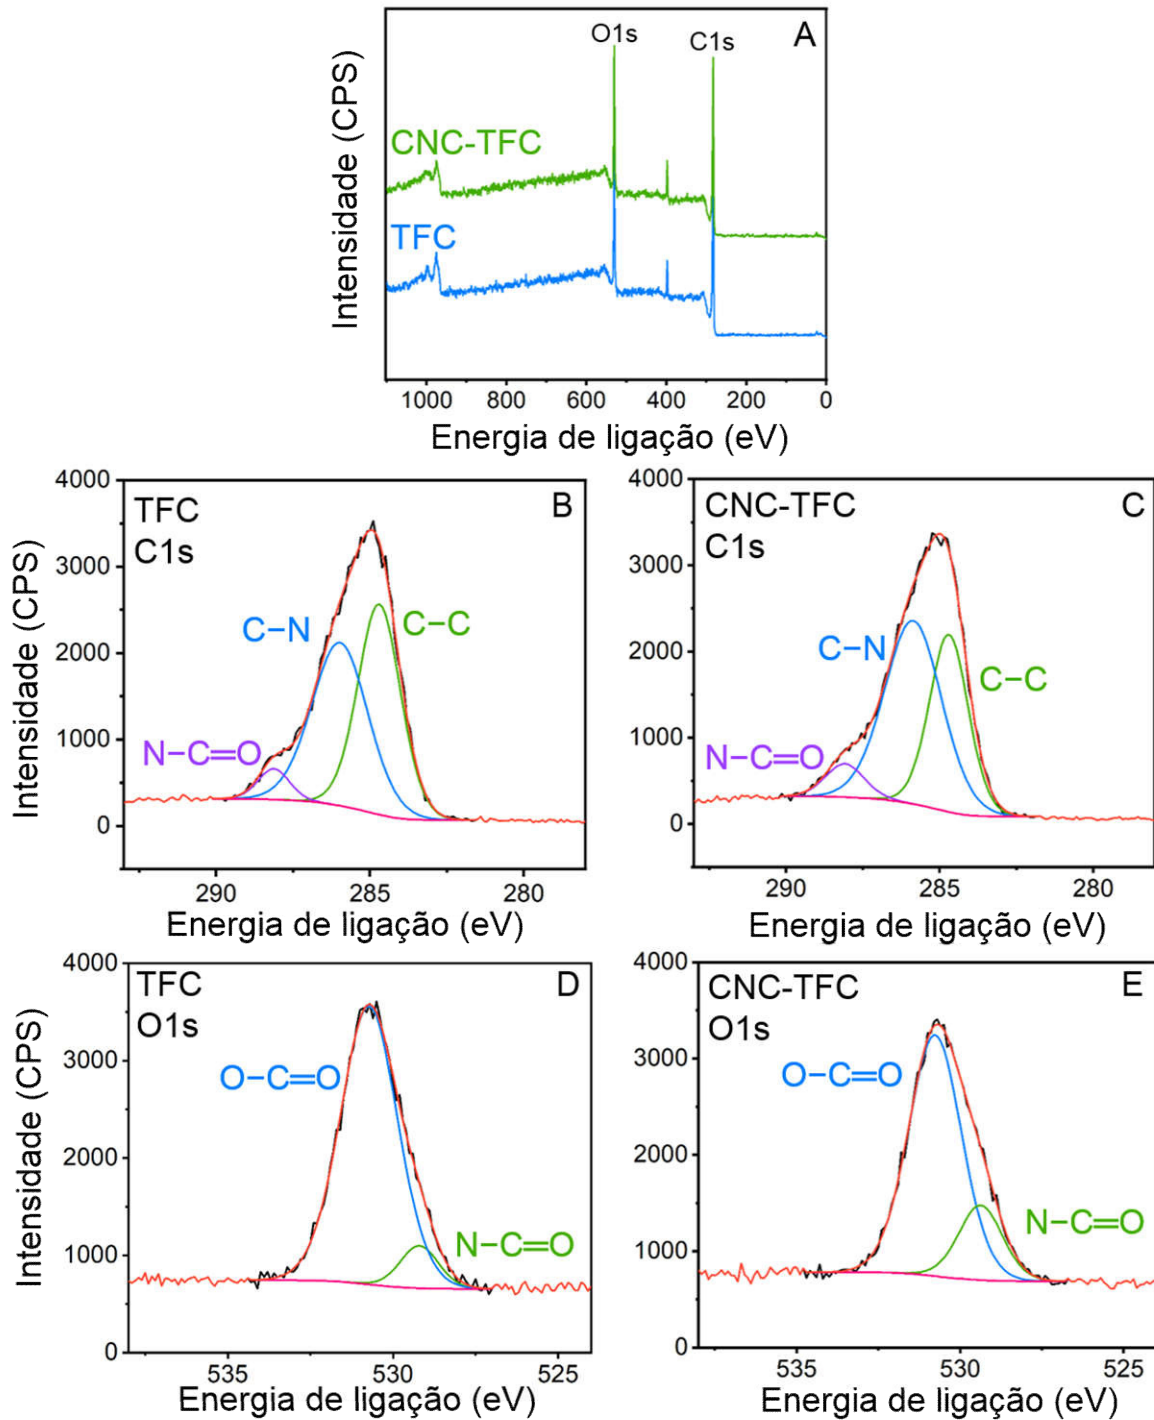 A
O1s
C1s
CNC-TFC
TFC
Intensidade (CPS)
1000 800 600 400 200 0
Energia de ligação (eV)
TFC
C1s
B
C–N
C–C
N–C=O
4000
3000
2000
1000
0
Intensidade (CPS)
290 285 280
Energia de ligação (eV)
CNC-TFC
C1s
C
C–N
C–C
N–C=O
4000
3000
2000
1000
0
290 285 280
Energia de ligação (eV)
TFC
O1s
D
O–C=O
N–C=O
4000
3000
2000
1000
0
Intensidade (CPS)
535 530 525
Energia de ligação (eV)
CNC-TFC
O1s
E
O–C=O
N–C=O
4000
3000
2000
1000
0
535 530 525
Energia de ligação (eV)